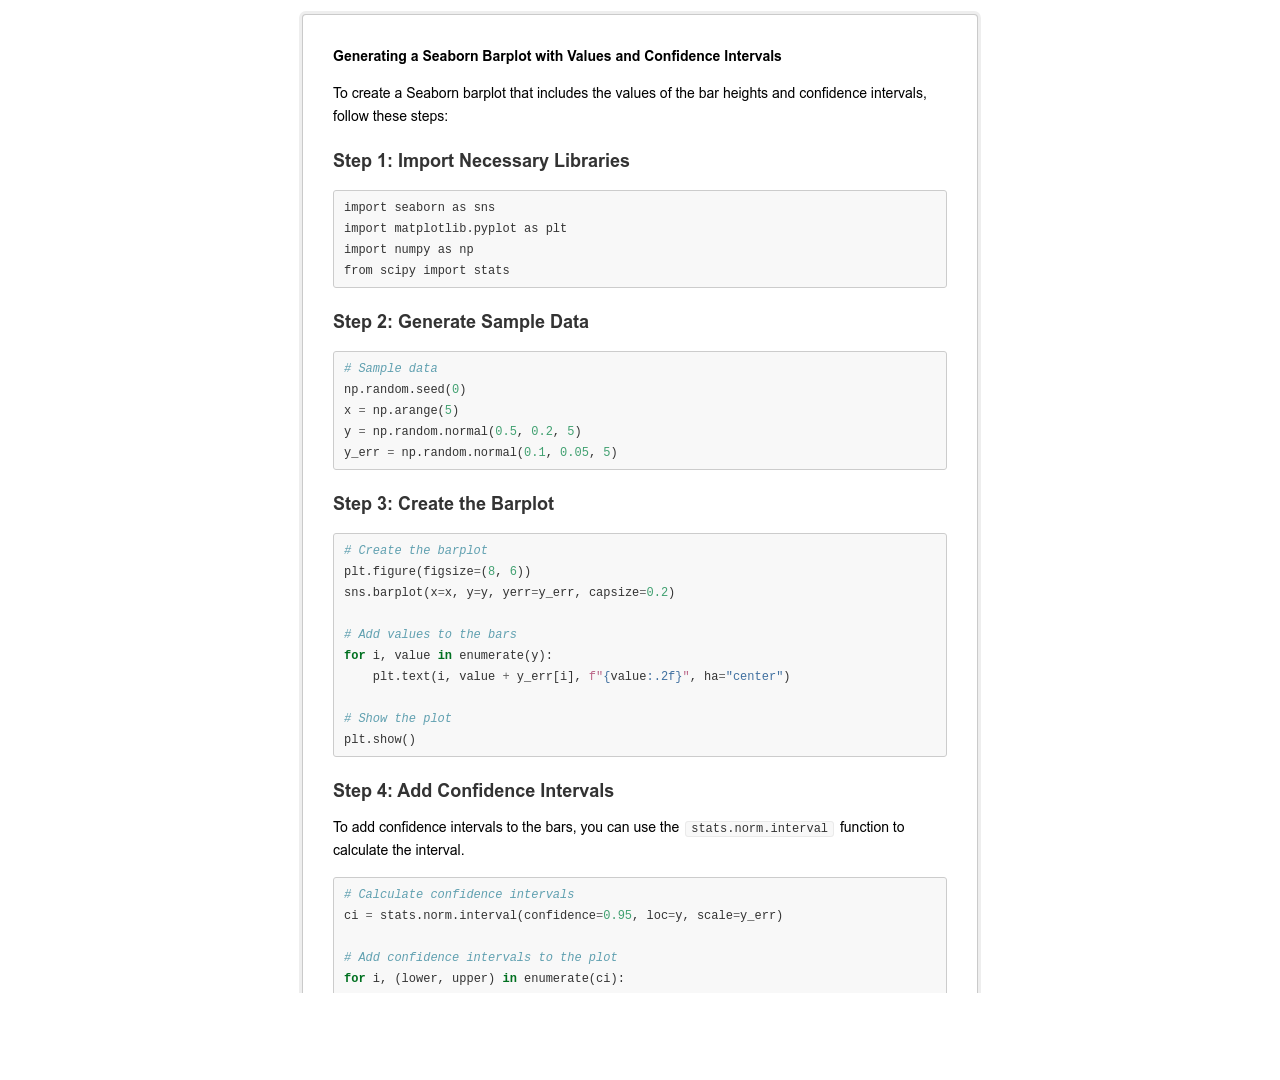 Generating a Seaborn Barplot with Values and Confidence Intervals
To create a Seaborn barplot that includes the values of the bar heights and confidence intervals,
follow these steps:
Step 1: Import Necessary Libraries
import seaborn as sns
import matplotlib.pyplot as plt
import numpy as np
from scipy import stats
Step 2: Generate Sample Data
# Sample data
np.random.seed(0)
x = np.arange(5)
y = np.random.normal(0.5, 0.2, 5)
y_err = np.random.normal(0.1, 0.05, 5)
Step 3: Create the Barplot
# Create the barplot
plt.figure(figsize=(8, 6))
sns.barplot(x=x, y=y, yerr=y_err, capsize=0.2)
# Add values to the bars
for i, value in enumerate(y):
    plt.text(i, value + y_err[i], f"{value:.2f}", ha="center")
# Show the plot
plt.show()
Step 4: Add Confidence Intervals
To add confidence intervals to the bars, you can use the stats.norm.interval function to
calculate the interval.
# Calculate confidence intervals
ci = stats.norm.interval(confidence=0.95, loc=y, scale=y_err)
# Add confidence intervals to the plot
for i, (lower, upper) in enumerate(ci):